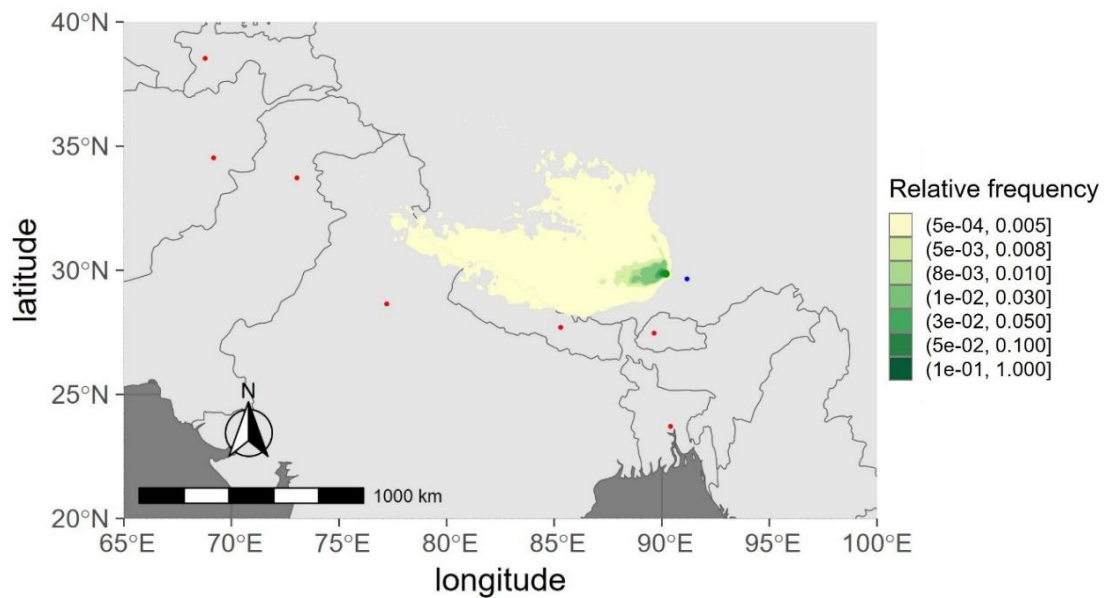 40°N
35°N
30°N
25°N
20°N
latitude
N
1000 km
65°E 70°E 75°E 80°E 85°E 90°E 95°E 100°E
longitude
Relative frequency
(5e-04, 0.005]
(5e-03, 0.008]
(8e-03, 0.010]
(1e-02, 0.030]
(3e-02, 0.050]
(5e-02, 0.100]
(1e-01, 1.000]